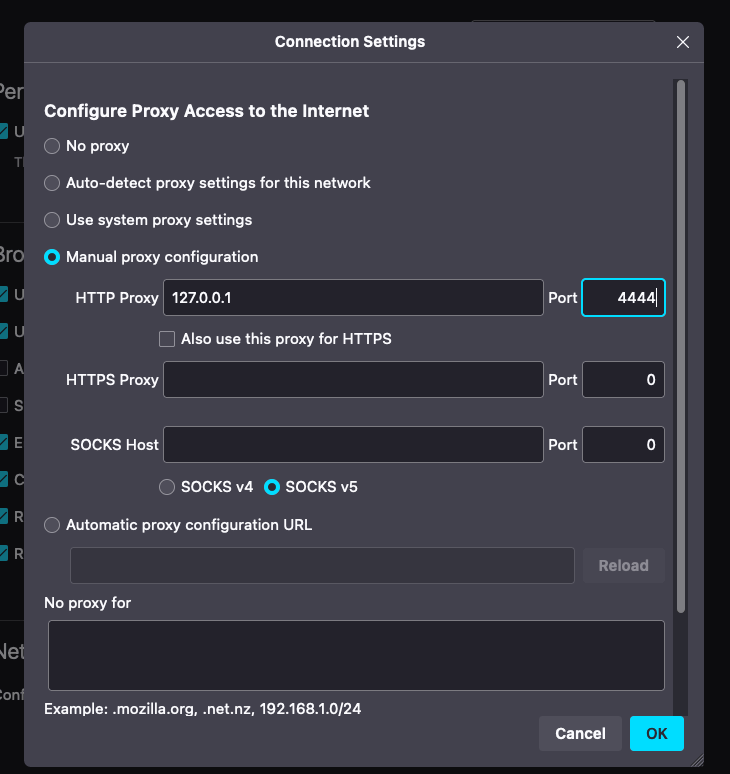 Connection Settings
Configure Proxy Access to the Internet
No proxy
Auto-detect proxy settings for this network
Use system proxy settings
Manual proxy configuration
HTTP Proxy 127.0.0.1 Port 4444
Also use this proxy for HTTPS
HTTPS Proxy Port 0
SOCKS Host Port 0
SOCKS v4 SOCKS v5
Automatic proxy configuration URL
Reload
No proxy for
Example: .mozilla.org, .net.nz, 192.168.1.0/24
Cancel OK